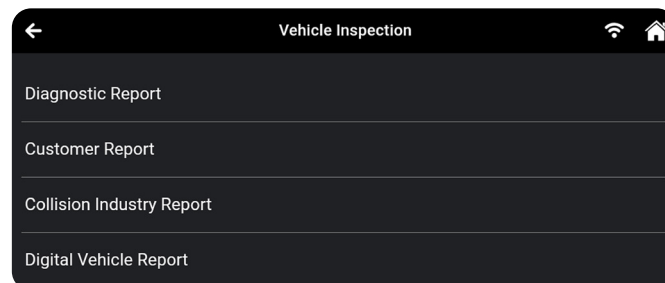 Vehicle Inspection
Diagnostic Report
Customer Report
Collision Industry Report
Digital Vehicle Report